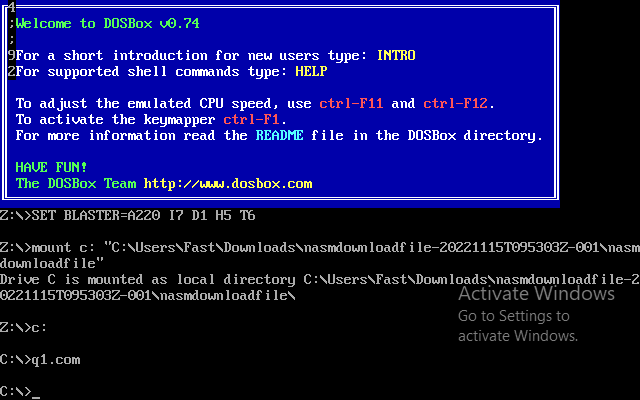 4
;Welcome to DOSBox v0.74
;
9For a short introduction for new users type: INTRO
2For supported shell commands type: HELP
To adjust the emulated CPU speed, use ctrl-F11 and ctrl-F12.
To activate the keymapper ctrl-F1.
For more information read the README file in the DOSBox directory.
HAVE FUN!
The DOSBox Team http://www.dosbox.com
Z:\>SET BLASTER=A220 I7 D1 H5 T6
Z:\>mount c: "C:\Users\Fast\Downloads\nasmdownloadfile-20221115T095303Z-001\nasm
downloadfile"
Drive C is mounted as local directory C:\Users\Fast\Downloads\nasmdownloadfile-2
0221115T095303Z-001\nasmdownloadfile\
Z:\>c:
C:\>q1.com
C:\>_
Activate Windows
Go to Settings to
activate Windows.